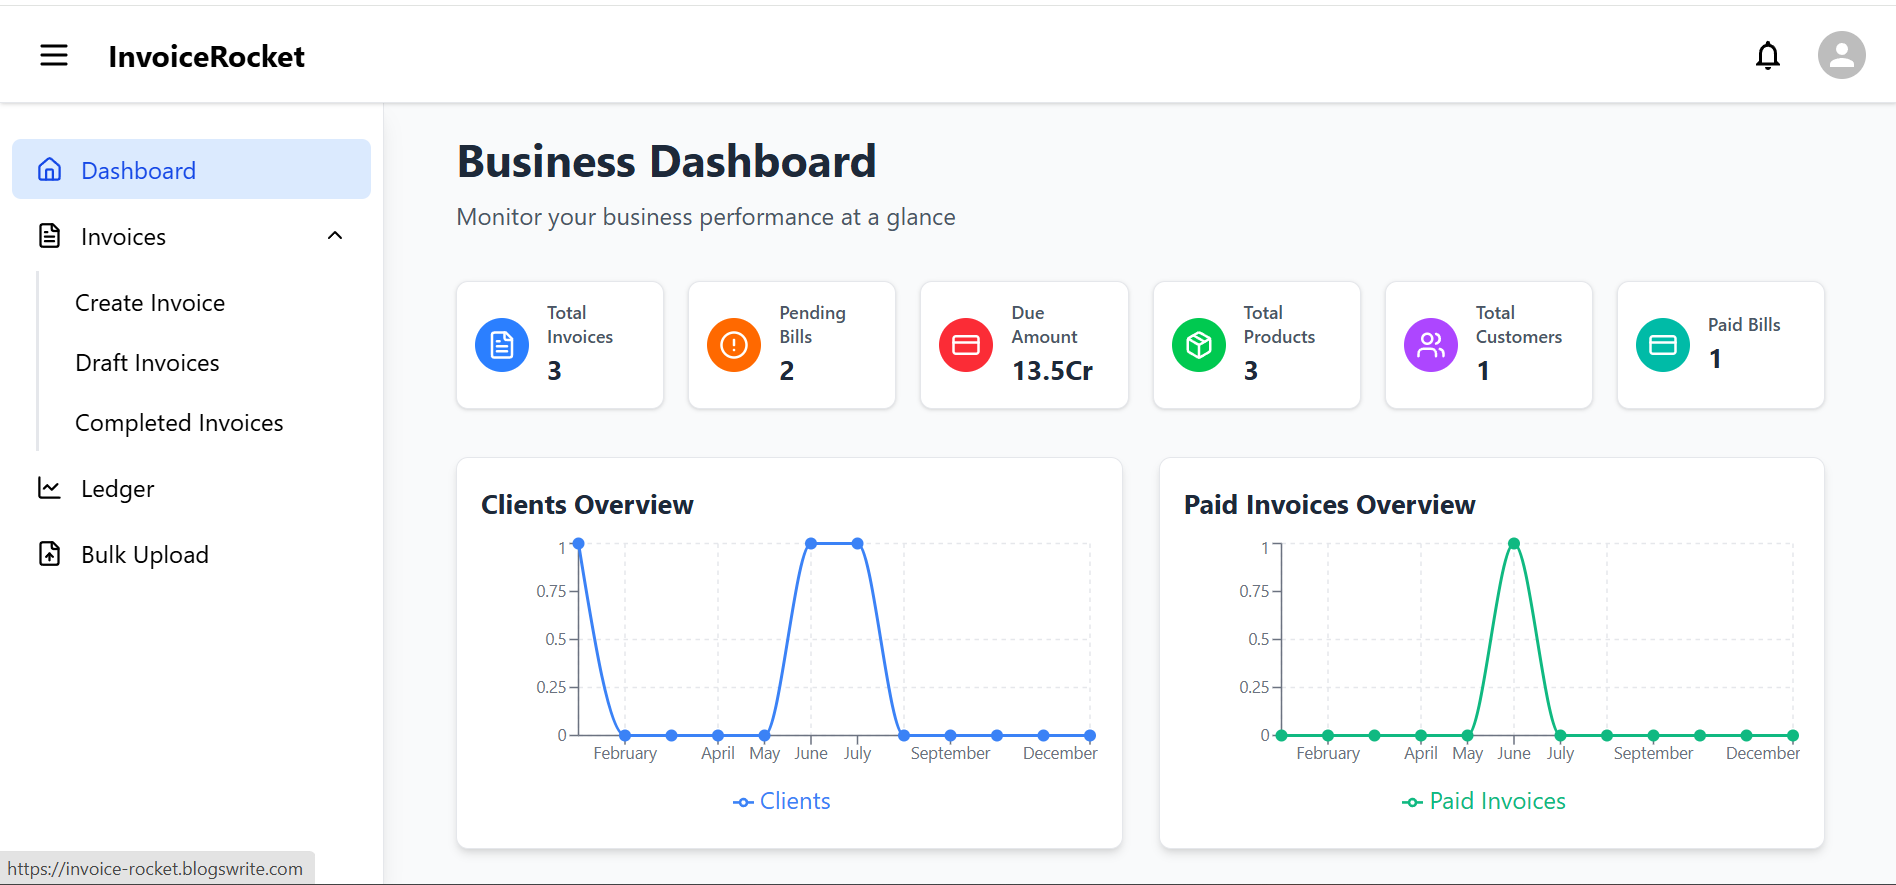 InvoiceRocket
Dashboard
Invoices
Create Invoice
Draft Invoices
Completed Invoices
Ledger
Bulk Upload
Business Dashboard
Monitor your business performance at a glance
Total
Invoices
3
Pending
Bills
2
Due
Amount
13.5Cr
Total
Products
3
Total
Customers
1
Paid Bills
1
Clients Overview
1
0.75
0.5
0.25
0
February April May June July September December
Clients
Paid Invoices Overview
1
0.75
0.5
0.25
0
February April May June July September December
Paid Invoices
https://invoice-rocket.blogswrite.com